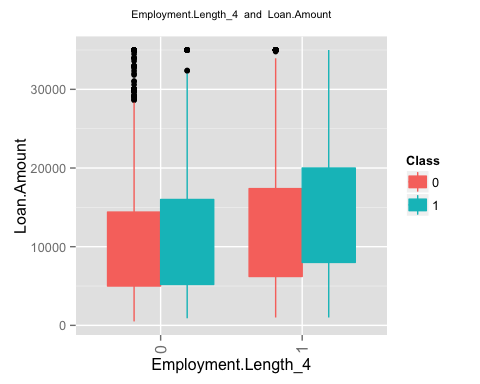 Employment.Length_4 and Loan.Amount
Loan.Amount
30000
20000
10000
0
0
1
Employment.Length_4
Class
0
1